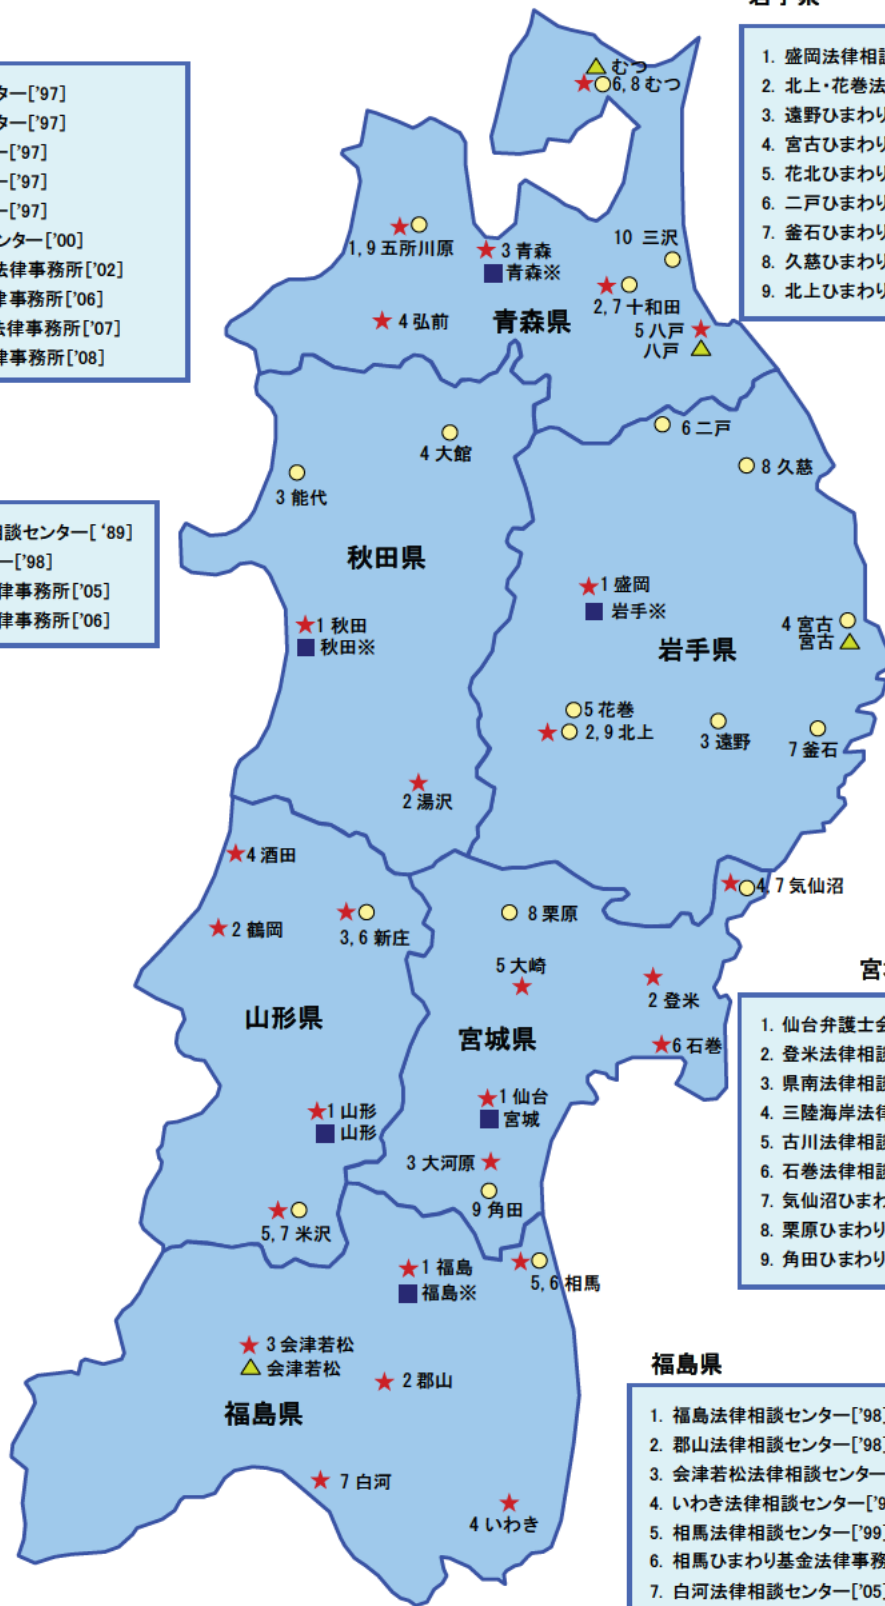 岩手県
ター['97]
ター['97]
ー['97]
ー['97]
ー['97]
ンター['00]
法律事務所['02]
律事務所['06]
法律事務所['07]
律事務所['08]
1. 盛岡法律相談
2. 北上・花巻法
3. 遠野ひまわり
4. 宮古ひまわり
5. 花北ひまわり
6. 二戸ひまわり
7. 釜石ひまわり
8. 久慈ひまわり
9. 北上ひまわり
むつ
6,8 むつ
1,9 五所川原
3 青森
青森※
10 三沢
2,7 十和田
4 弘前
青森県
5 八戸
八戸
6 二戸
4 大館
8 久慈
3 能代
相談センター[‘89]
ー['98]
律事務所['05]
律事務所['06]
秋田県
1 盛岡
岩手※
1 秋田
秋田※
4 宮古
宮古
岩手県
5 花巻
2,9 北上
3 遠野
7 釜石
2 湯沢
4 酒田
4,7 気仙沼
2 鶴岡
3,6 新庄
8 栗原
5 大崎
2 登米
山形県
宮城県
6 石巻
宮
1. 仙台弁護士会
2. 登米法律相談
3. 県南法律相談
4. 三陸海岸法律
5. 古川法律相談
6. 石巻法律相談
7. 気仙沼ひまわ
8. 栗原ひまわり
9. 角田ひまわり
1 山形
山形
1 仙台
宮城
3 大河原
9 角田
5,7 米沢
1 福島
福島※
5,6 相馬
3 会津若松
会津若松
2 郡山
福島県
7 白河
4 いわき
福島県
1. 福島法律相談センター['98]
2. 郡山法律相談センター['98]
3. 会津若松法律相談センター
4. いわき法律相談センター['9
5. 相馬法律相談センター['99]
6. 相馬ひまわり基金法律事務
7. 白河法律相談センター['05]